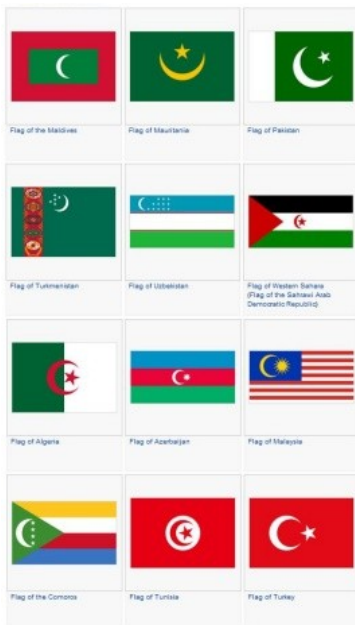 Flag of the Maldives
Flag of Mauritania
Flag of Pakistan
Flag of Turkmenistan
Flag of Uzbekistan
Flag of Western Sahara
(Flag of the Sahrawi Arab
Democratic Republic)
Flag of Algeria
Flag of Azerbaijan
Flag of Malaysia
Flag of the Comoros
Flag of Tunisia
Flag of Turkey